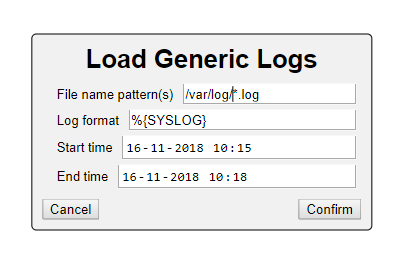 Load Generic Logs
File name pattern(s) /var/log/*.log
Log format %{SYSLOG}
Start time 16-11-2018 10:15
End time 16-11-2018 10:18
Cancel Confirm